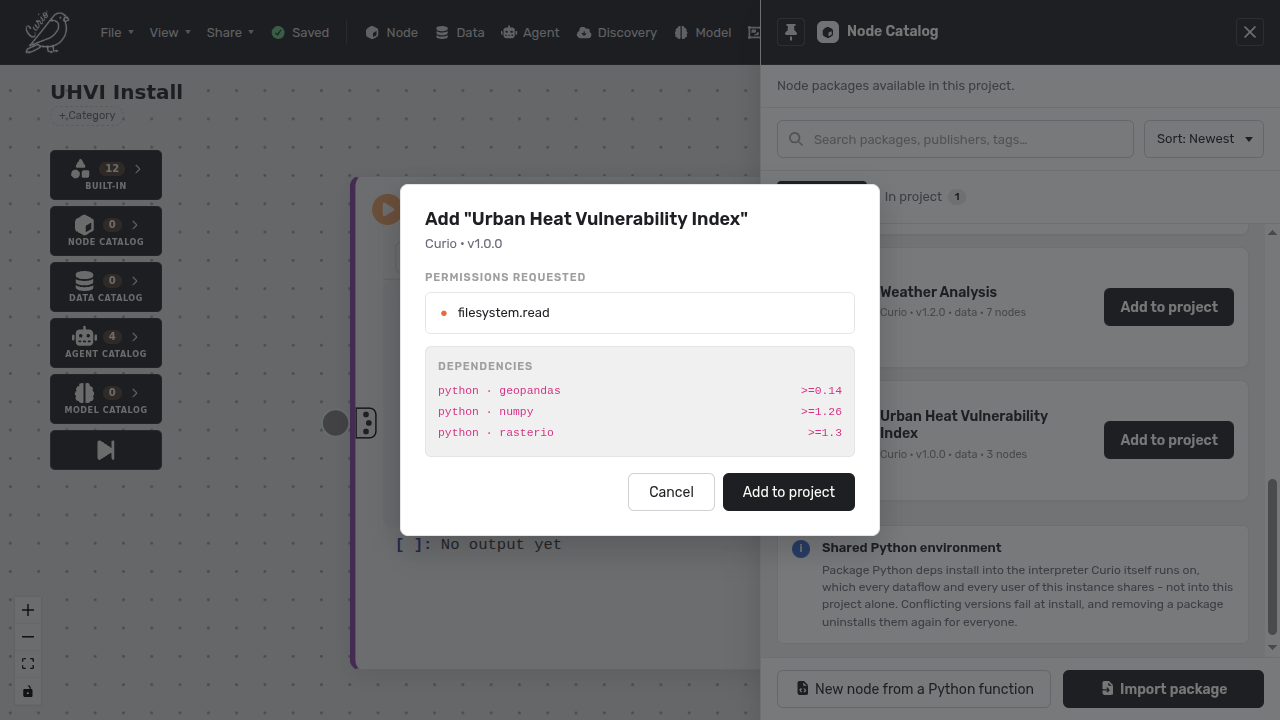 Curio
File
View
Share
Saved
Node
Data
Agent
Discovery
Model
Node Catalog
UHVI Install
+ Category
12
BUILT-IN
0
NODE CATALOG
0
DATA CATALOG
4
AGENT CATALOG
0
MODEL CATALOG
[ ]: No output yet
Node packages available in this project.
Search packages, publishers, tags...
Sort: Newest
In project 1
Weather Analysis
Curio • v1.2.0 • data • 7 nodes
Add to project
Urban Heat Vulnerability
Index
Curio • v1.0.0 • data • 3 nodes
Add to project
Shared Python environment
Package Python deps install into the interpreter Curio itself runs on,
which every dataflow and every user of this instance shares – not into this
project alone. Conflicting versions fail at install, and removing a package
uninstalls them again for everyone.
New node from a Python function
Import package
Add "Urban Heat Vulnerability Index"
Curio • v1.0.0
PERMISSIONS REQUESTED
filesystem.read
DEPENDENCIES
python · geopandas >=0.14
python · numpy >=1.26
python · rasterio >=1.3
Cancel
Add to project